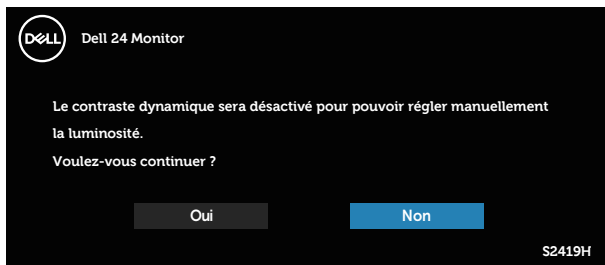 DELL
Dell 24 Monitor
Le contraste dynamique sera désactivé pour pouvoir régler manuellement
la luminosité.
Voulez-vous continuer ?
Oui
Non
S2419H